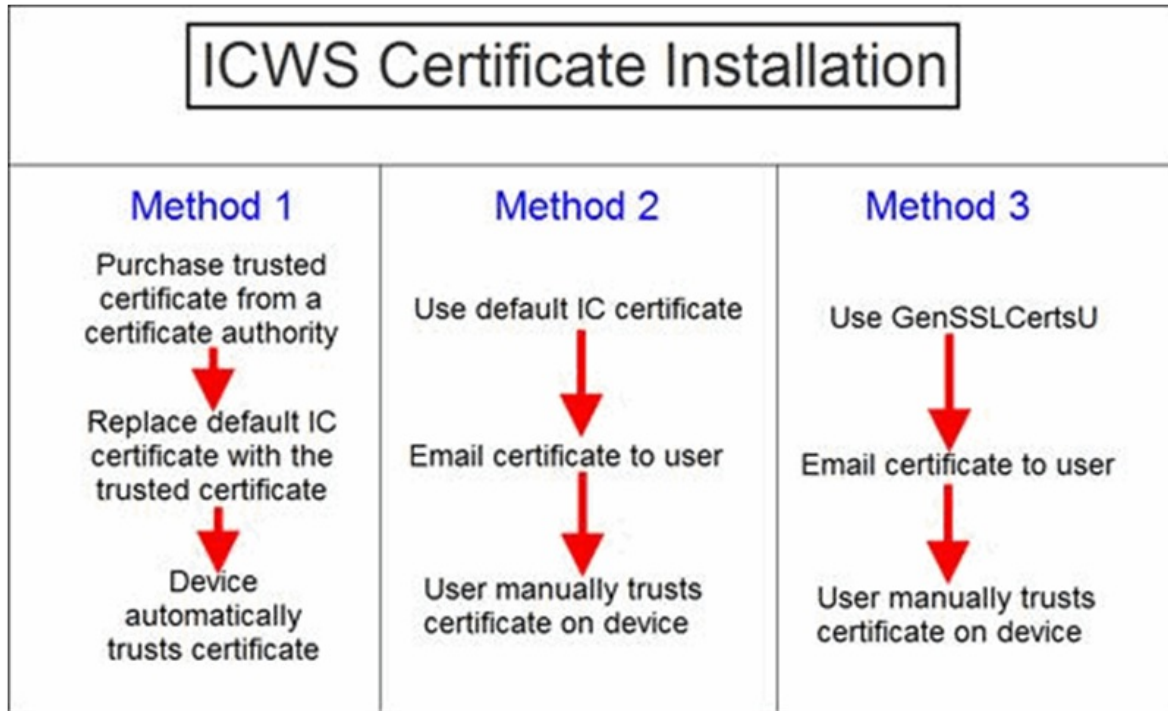 ICWS Certificate Installation
Method 1
Purchase trusted
certificate from a
certificate authority
Replace default IC
certificate with the
trusted certificate
Device
automatically
trusts certificate
Method 2
Use default IC certificate
Email certificate to user
User manually trusts
certificate on device
Method 3
Use GenSSLCertsU
Email certificate to user
User manually trusts
certificate on device